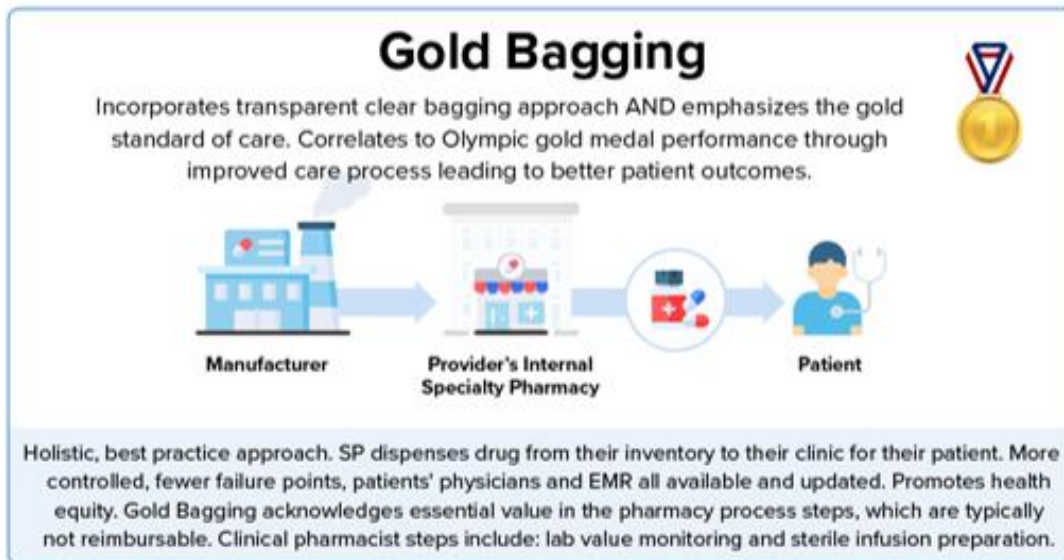 Gold Bagging
Incorporates transparent clear bagging approach AND emphasizes the gold
standard of care. Correlates to Olympic gold medal performance through
improved care process leading to better patient outcomes.
1
Manufacturer
Provider's Internal
Specialty Pharmacy
Patient
Holistic, best practice approach. SP dispenses drug from their inventory to their clinic for their patient. More
controlled, fewer failure points, patients' physicians and EMR all available and updated. Promotes health
equity. Gold Bagging acknowledges essential value in the pharmacy process steps, which are typically
not reimbursable. Clinical pharmacist steps include: lab value monitoring and sterile infusion preparation.